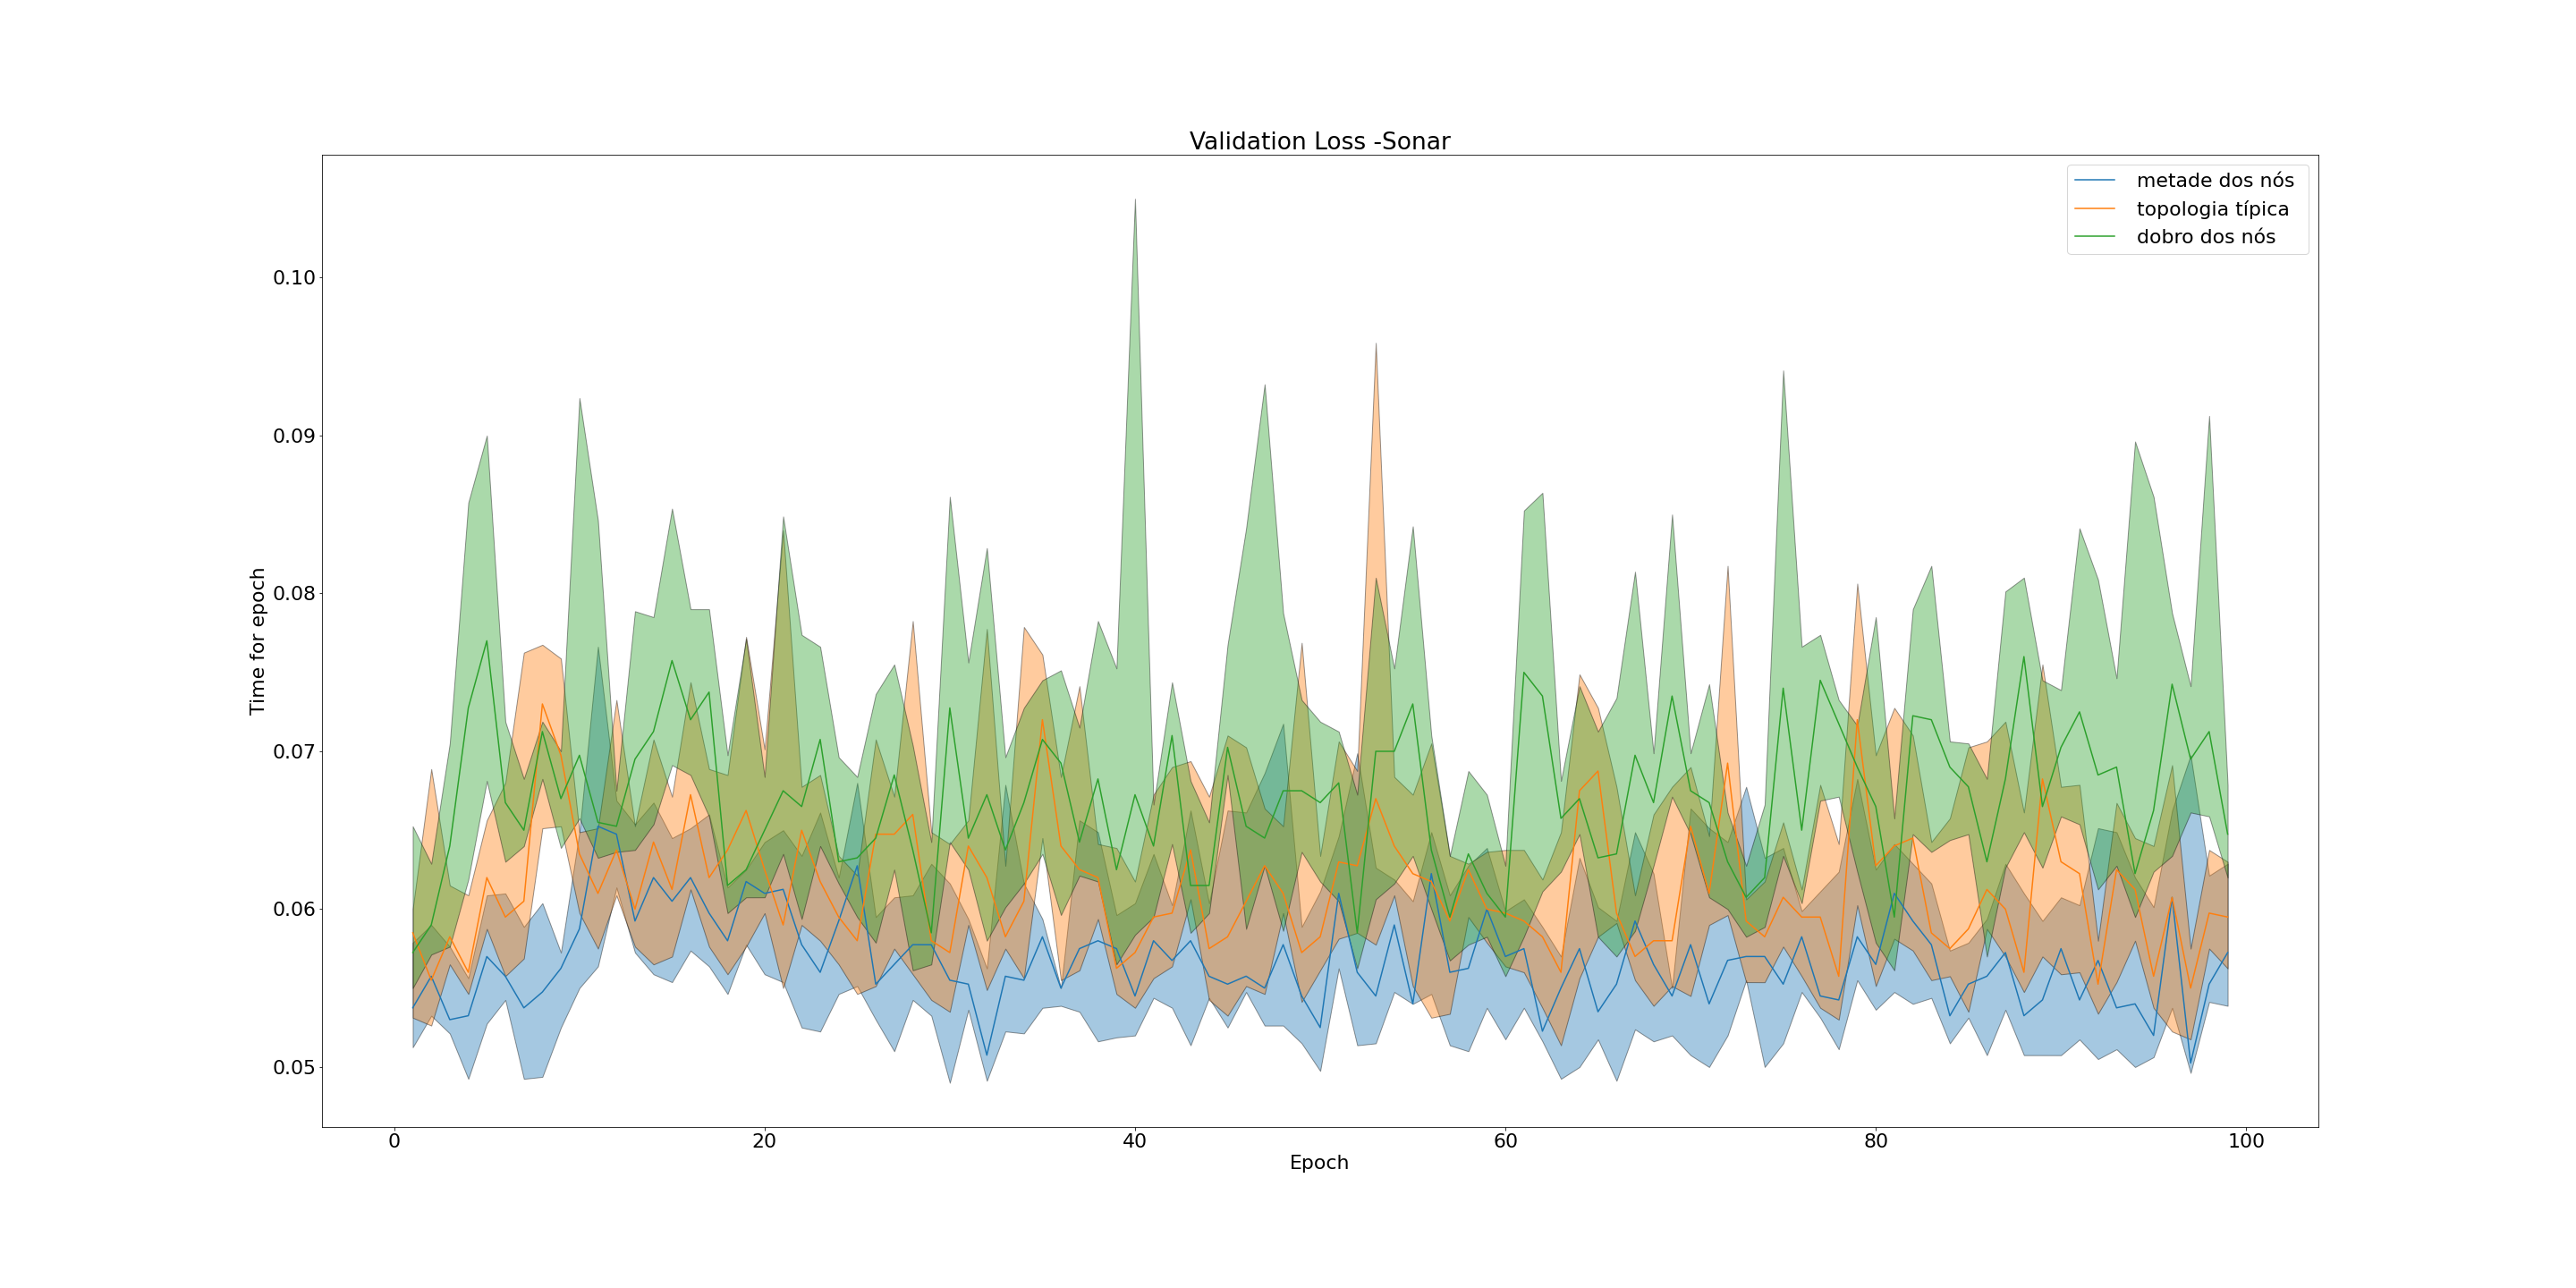 Validation Loss -Sonar
metade dos nós
topologia típica
dobro dos nós
Time for epoch
0.10
0.09
0.08
0.07
0.06
0.05
0 20 40 60 80 100
Epoch